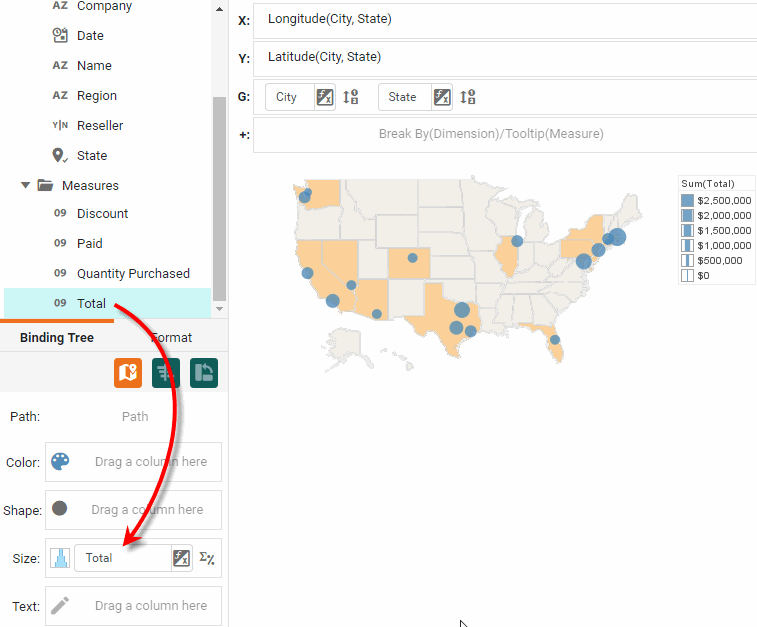 AZ Company
Date
AZ Name
AZ Region
Y|N Reseller
State
Measures
09 Discount
09 Paid
09 Quantity Purchased
09 Total
Binding Tree Format
Path: Path
Color: Drag a column here
Shape: Drag a column here
Size: Total
Text: Drag a column here
X: Longitude(City, State)
Y: Latitude(City, State)
G: City State
+: Break By(Dimension)/Tooltip(Measure)
Sum(Total)
$2,500,000
$2,000,000
$1,500,000
$1,000,000
$500,000
$0